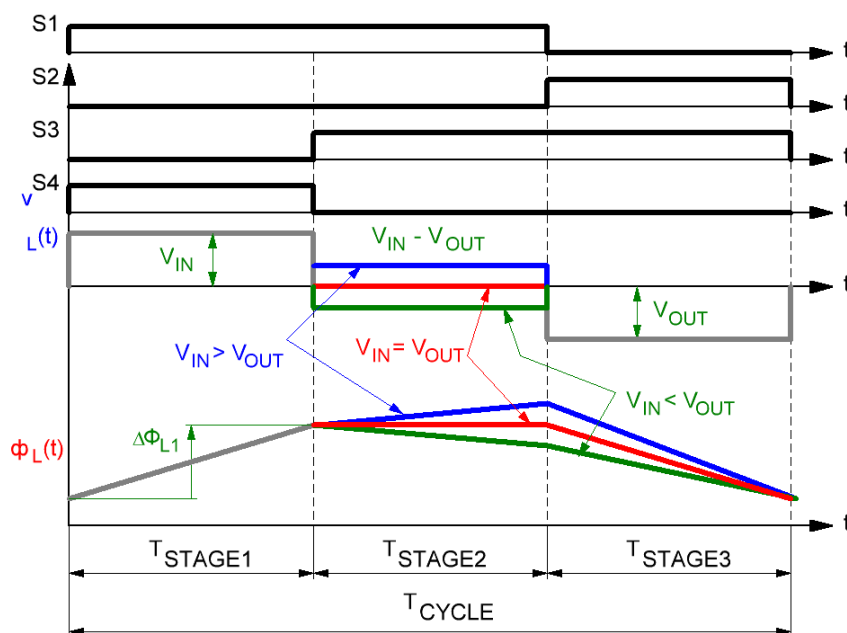 S1
t
S2
t
S3
t
S4
t
v
L(t)
VIN
VIN - VOUT
t
VOUT
VIN > VOUT
VIN = VOUT
VIN < VOUT
ΔΦL1
ΦL(t)
t
TSTAGE1
TSTAGE2
TSTAGE3
TCYCLE